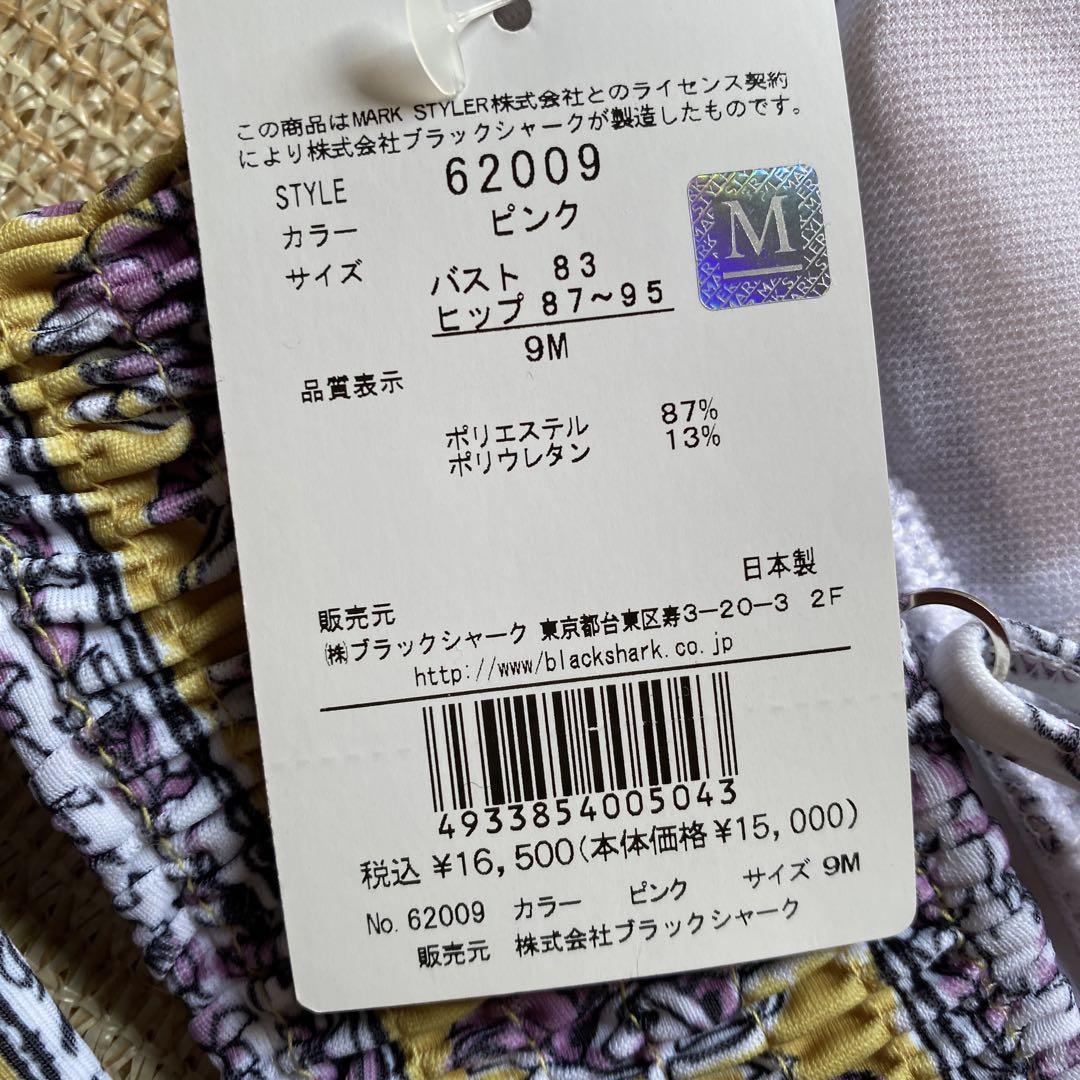 この商品はMARK STYLER株式会社とのライセンス契約
により株式会社ブラックシャークが製造したものです。
STYLE 62009
カラー ピンク
サイズ バスト 83
ヒップ 87~95
9M
M
品質表示
ポリエステル 87%
ポリウレタン 13%
日本製
販売元
㈱ブラックシャーク 東京都台東区寿3-20-3 2F
http://www/blackshark.co.jp
4933854005043
税込 ¥16,500(本体価格¥15,000)
No. 62009 カラー ピンク サイズ 9M
販売元 株式会社ブラックシャーク